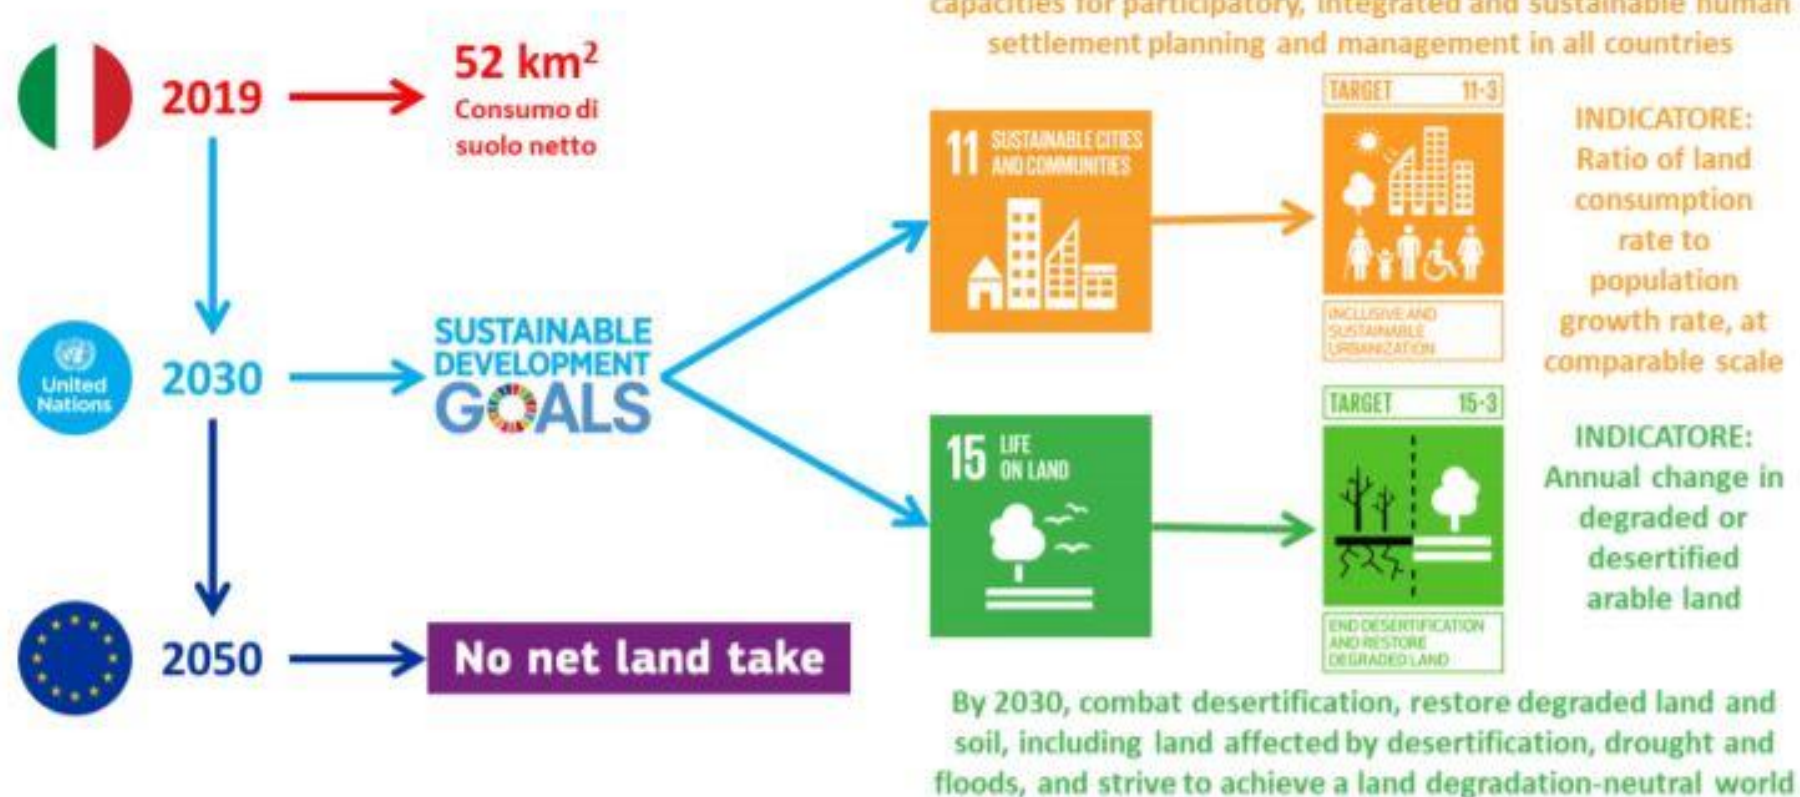 capacities for participatory, integrated and sustainable human
settlement planning and management in all countries
2019
52 km²
Consumo di
suolo netto
TARGET 11·3
11 SUSTAINABLE CITIES
AND COMMUNITIES
INCLUSIVE AND
SUSTAINABLE
URBANIZATION
INDICATORE:
Ratio of land
consumption
rate to
population
growth rate, at
comparable scale
United
Nations
2030
SUSTAINABLE
DEVELOPMENT
GOALS
TARGET 15·3
15 LIFE
ON LAND
END DESERTIFICATION
AND RESTORE
DEGRADED LAND
INDICATORE:
Annual change in
degraded or
desertified
arable land
2050
No net land take
By 2030, combat desertification, restore degraded land and
soil, including land affected by desertification, drought and
floods, and strive to achieve a land degradation-neutral world